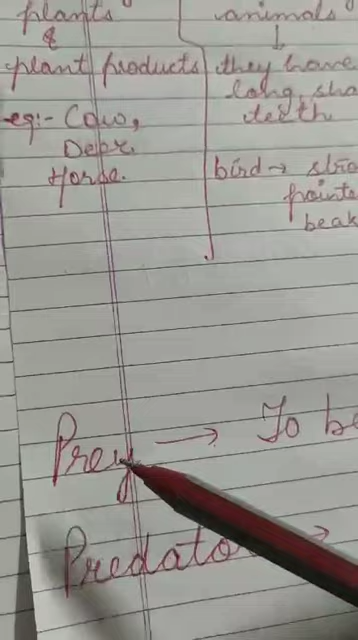 plants animals
&
plant products they have
long, sha
teeth
eg:- Cow,
Deer.
Horse. bird → stro
pointe
beak
Prey → To be
Predato →